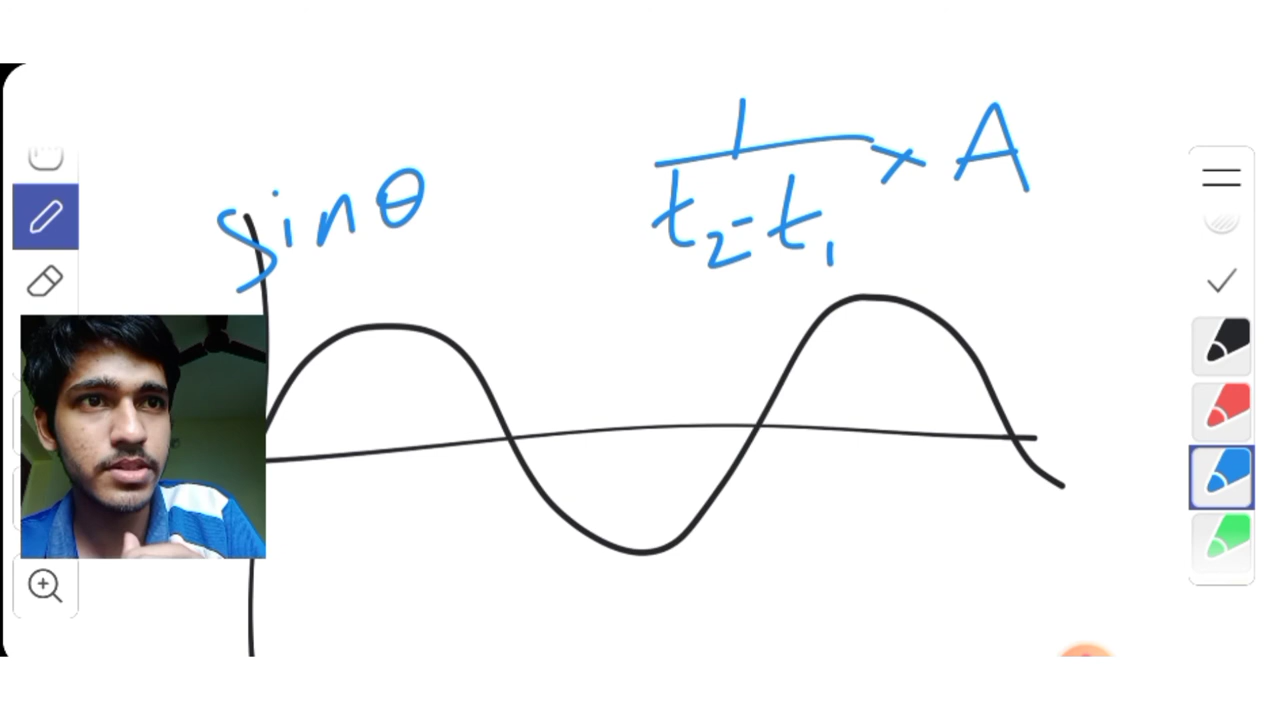 sinθ
1
× A
t₂-t₁